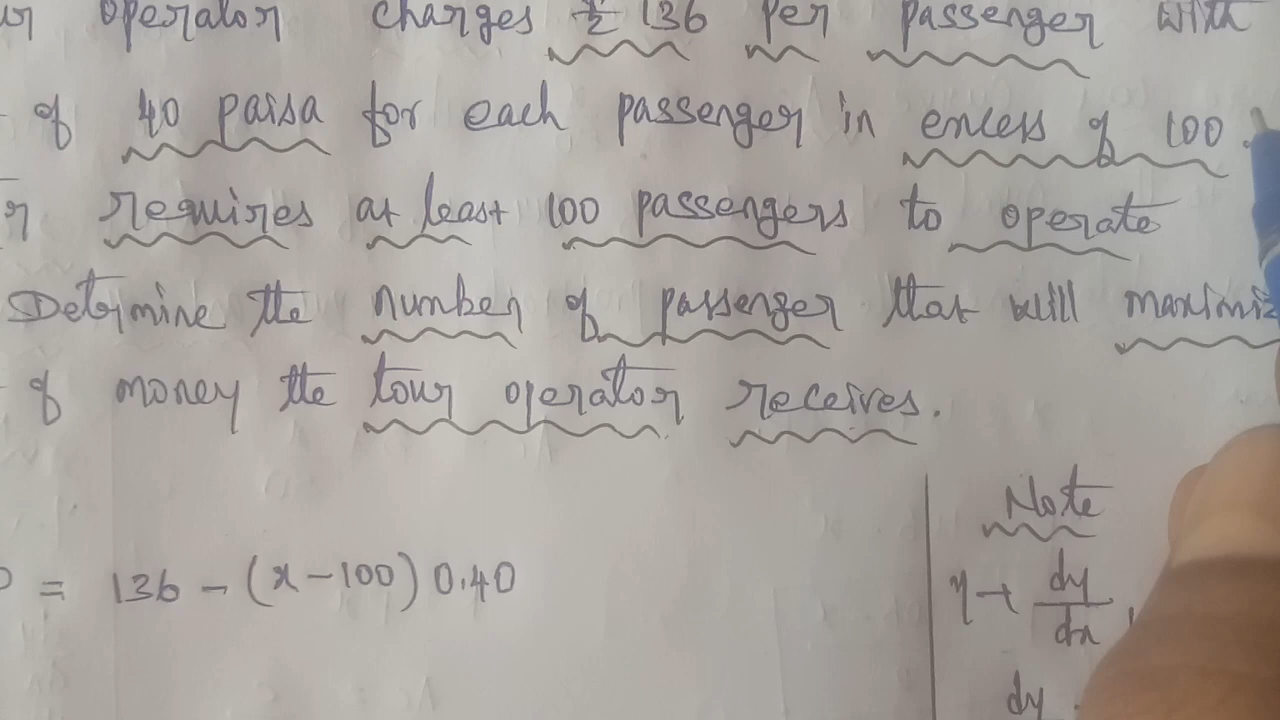 operator charges ₹ 136 per passenger with
of 40 paisa for each passenger in excess of 100.
requires at least 100 passengers to operate
Determine the number of passenger that will
of money the tour operator receives.
Note
= 136 - (x - 100) 0.40
η → dy/dx
dy